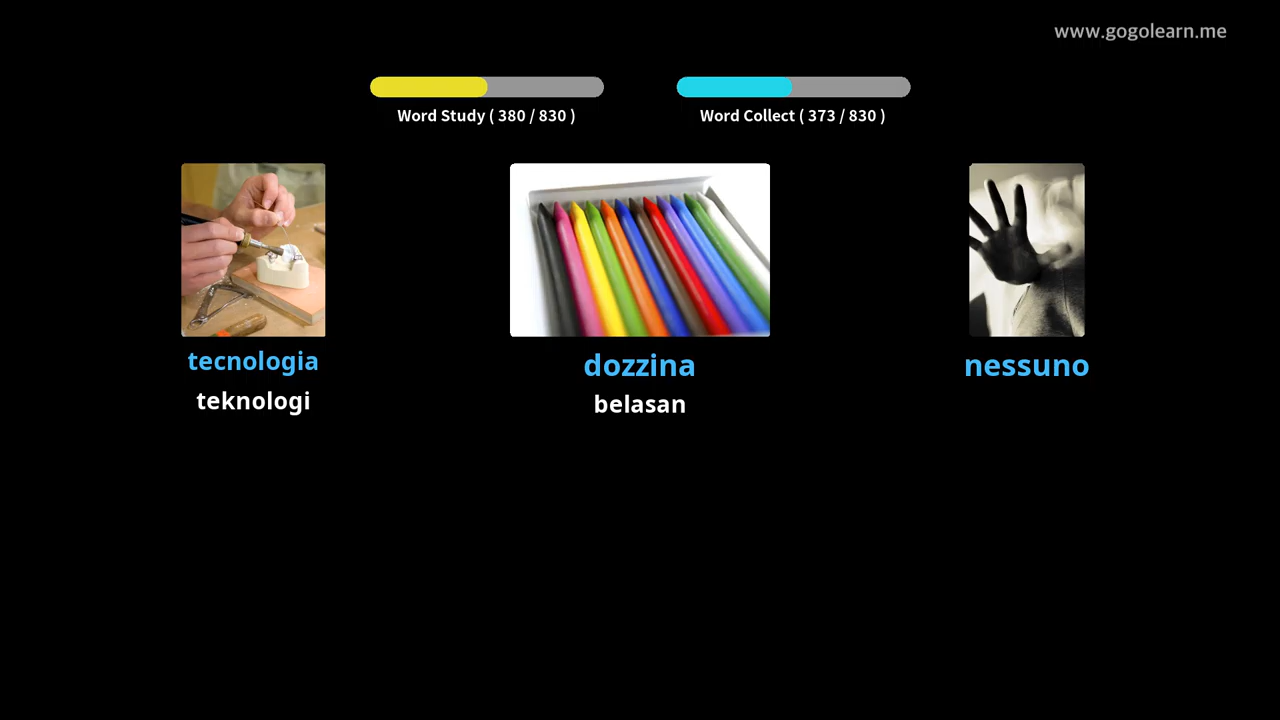 www.gogolearn.me
Word Study ( 380 / 830 )
Word Collect ( 373 / 830 )
tecnologia
teknologi
dozzina
belasan
nessuno